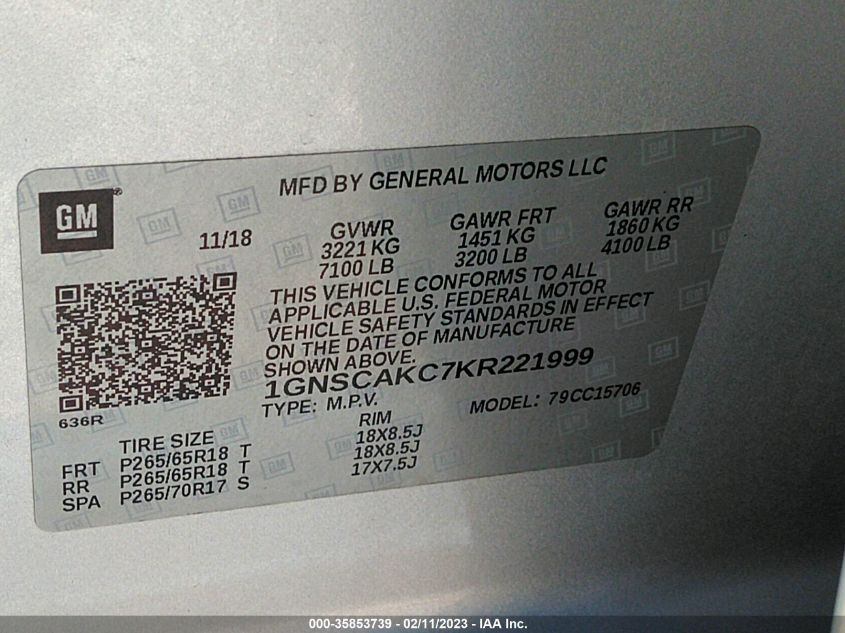 MFD BY GENERAL MOTORS LLC
GM
11/18
GVWR
3221 KG
7100 LB
GAWR FRT
1451 KG
3200 LB
GAWR RR
1860 KG
4100 LB
THIS VEHICLE CONFORMS TO ALL
APPLICABLE U.S. FEDERAL MOTOR
VEHICLE SAFETY STANDARDS IN EFFECT
ON THE DATE OF MANUFACTURE
SHOWN ABOVE.
1GNSCAKC7KR221999
TYPE: M.P.V. MODEL: 79CC15706
636R
TIRE SIZE RIM
FRT P265/65R18 T 18X8.5J
RR P265/65R18 T 18X8.5J
SPA P265/70R17 S 17X7.5J
000-35853739 - 02/11/2023 - IAA Inc.